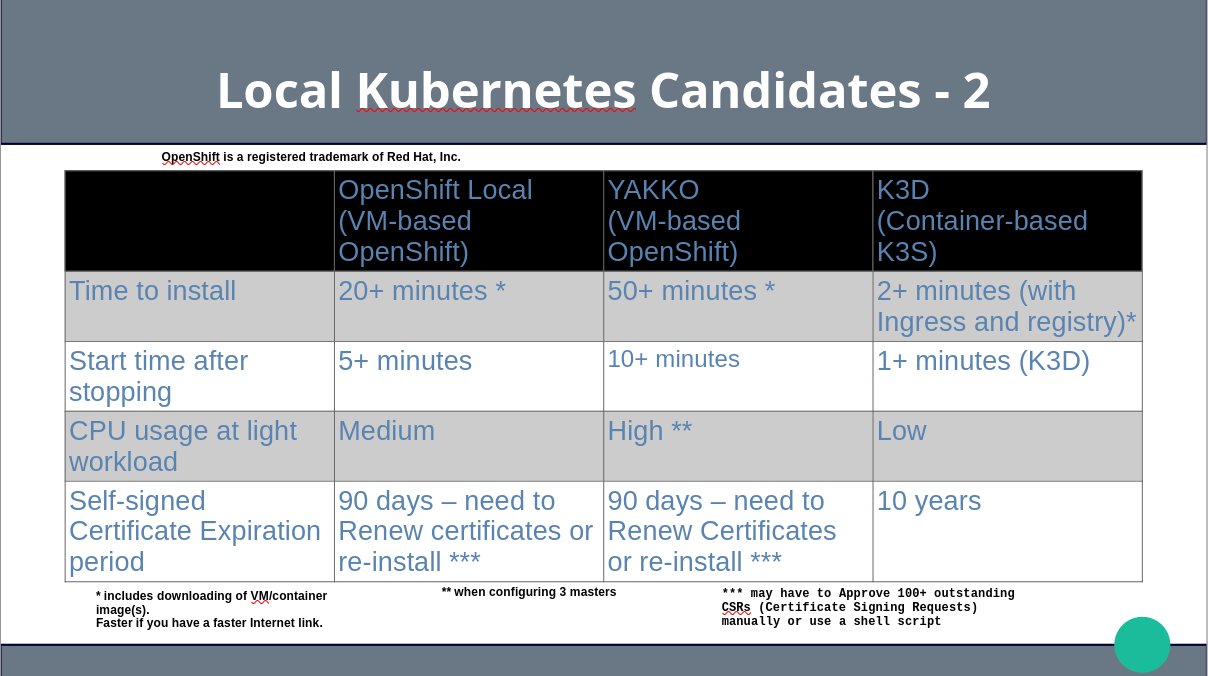 Local Kubernetes Candidates - 2
OpenShift is a registered trademark of Red Hat, Inc.
OpenShift Local
(VM-based
OpenShift)
YAKKO
(VM-based
OpenShift)
K3D
(Container-based
K3S)
Time to install
20+ minutes *
50+ minutes *
2+ minutes (with
Ingress and registry)*
Start time after
stopping
5+ minutes
10+ minutes
1+ minutes (K3D)
CPU usage at light
workload
Medium
High **
Low
Self-signed
Certificate Expiration
period
90 days – need to
Renew certificates or
re-install ***
90 days – need to
Renew Certificates
or re-install ***
10 years
* includes downloading of VM/container
image(s).
Faster if you have a faster Internet link.
** when configuring 3 masters
*** may have to Approve 100+ outstanding
CSRs (Certificate Signing Requests)
manually or use a shell script